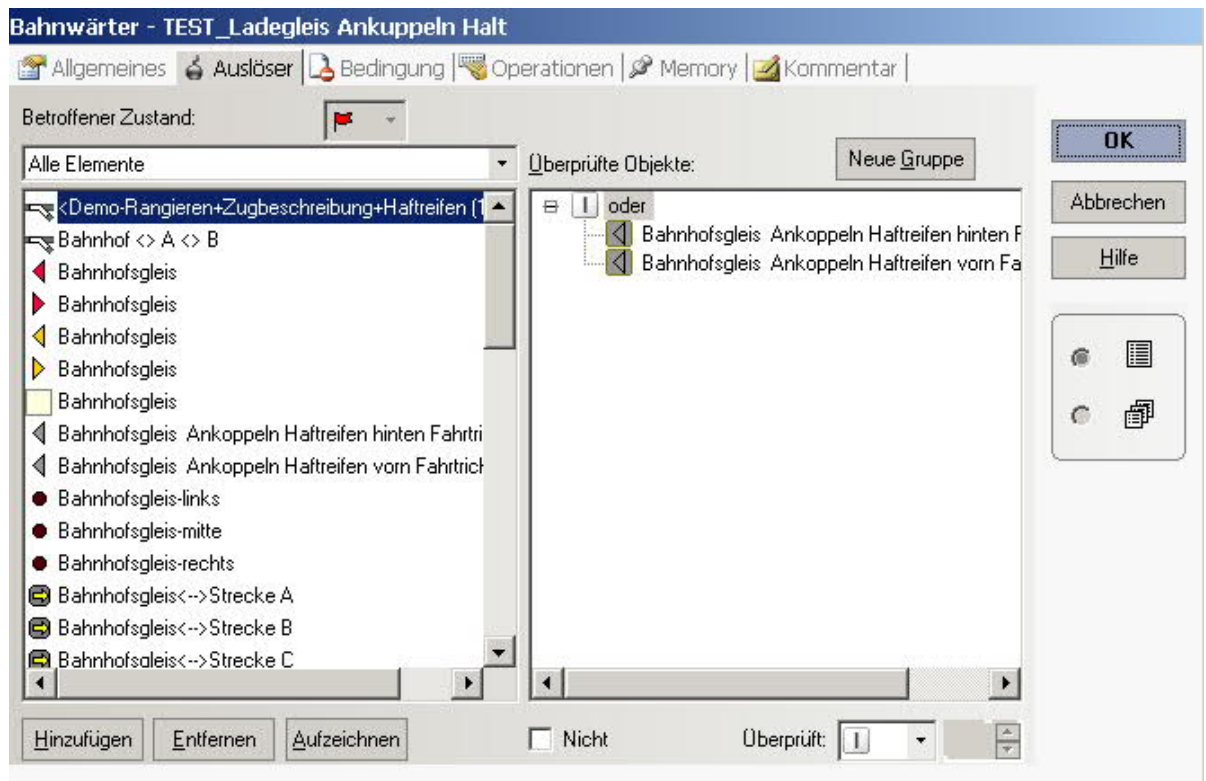 Bahnwärter - TEST_Ladegleis Ankuppeln Halt
Allgemeines Auslöser Bedingung Operationen Memory Kommentar
Betroffener Zustand:
Alle Elemente
Überprüfte Objekte:
Neue Gruppe
<Demo-Rangieren+Zugbeschreibung+Haftreifen (1
Bahnhof <> A <> B
Bahnhofsgleis
Bahnhofsgleis
Bahnhofsgleis
Bahnhofsgleis
Bahnhofsgleis
Bahnhofsgleis Ankoppeln Haftreifen hinten Fahrtri
Bahnhofsgleis Ankoppeln Haftreifen vorn Fahrtrich
Bahnhofsgleis-links
Bahnhofsgleis-mitte
Bahnhofsgleis-rechts
Bahnhofsgleis<-->Strecke A
Bahnhofsgleis<-->Strecke B
Bahnhofsgleis<-->Strecke C
oder
Bahnhofsgleis Ankoppeln Haftreifen hinten F
Bahnhofsgleis Ankoppeln Haftreifen vorn Fa
OK
Abbrechen
Hilfe
Hinzufügen Entfernen Aufzeichnen
Nicht Überprüft: